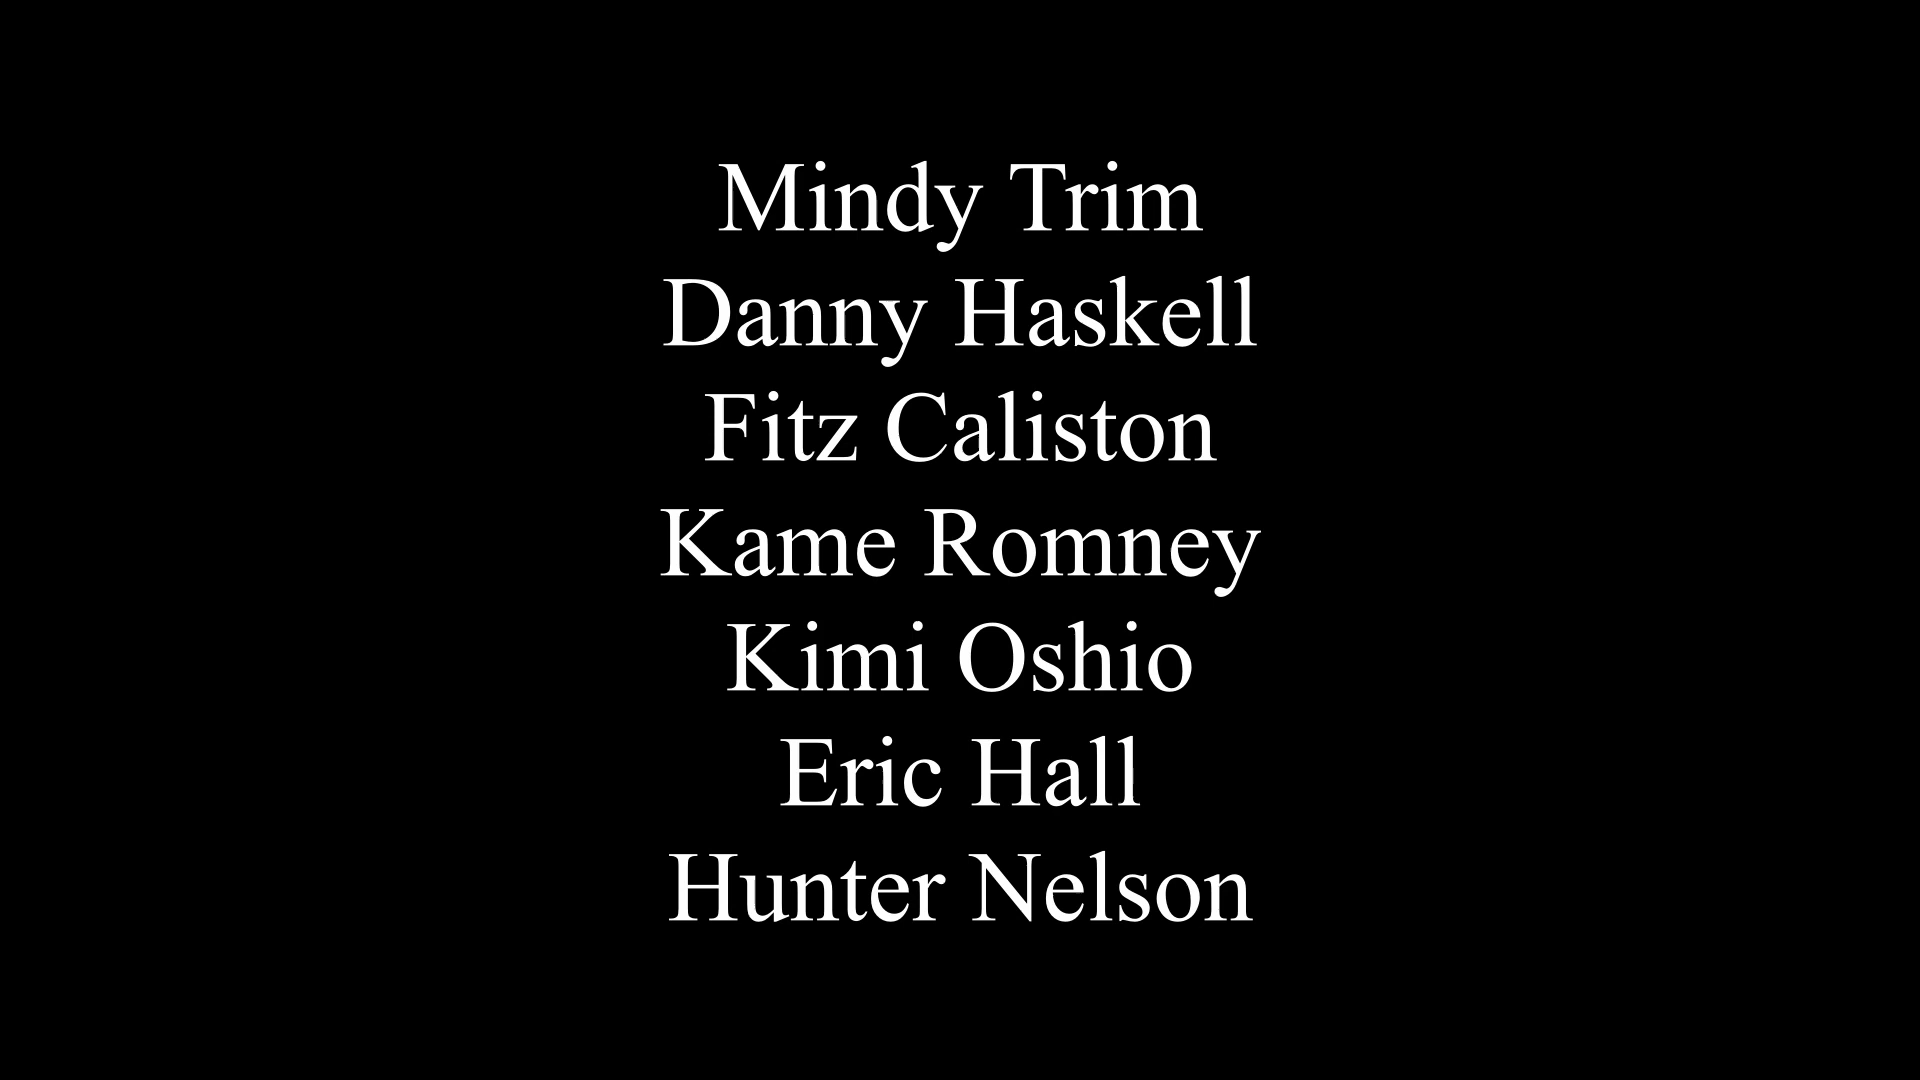 Mindy Trim
Danny Haskell
Fitz Caliston
Kame Romney
Kimi Oshio
Eric Hall
Hunter Nelson